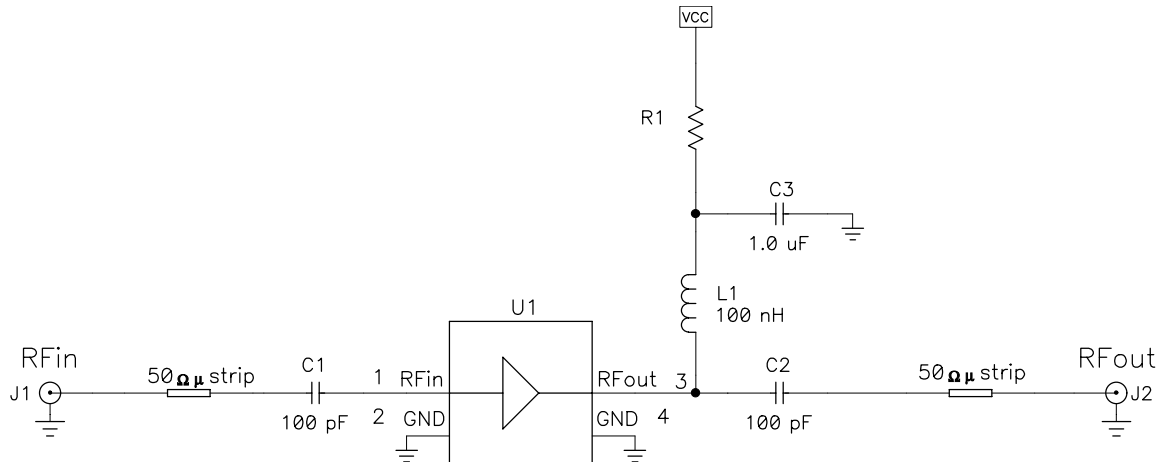 VCC
R1
C3
1.0 uF
L1
100 nH
U1
RFin
J1
50Ωµ strip
C1
100 pF
1
RFin
2
GND
RFout
3
GND
4
C2
100 pF
50Ωµ strip
RFout
J2